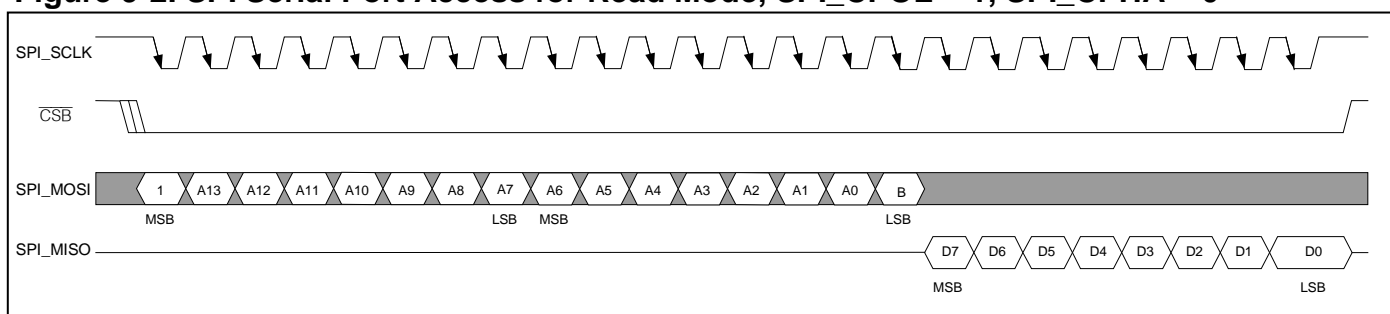 SPI_SCLK
CSB
SPI_MOSI 1 A13 A12 A11 A10 A9 A8 A7 A6 A5 A4 A3 A2 A1 A0 B
MSB LSB MSB LSB
SPI_MISO D7 D6 D5 D4 D3 D2 D1 D0
MSB LSB